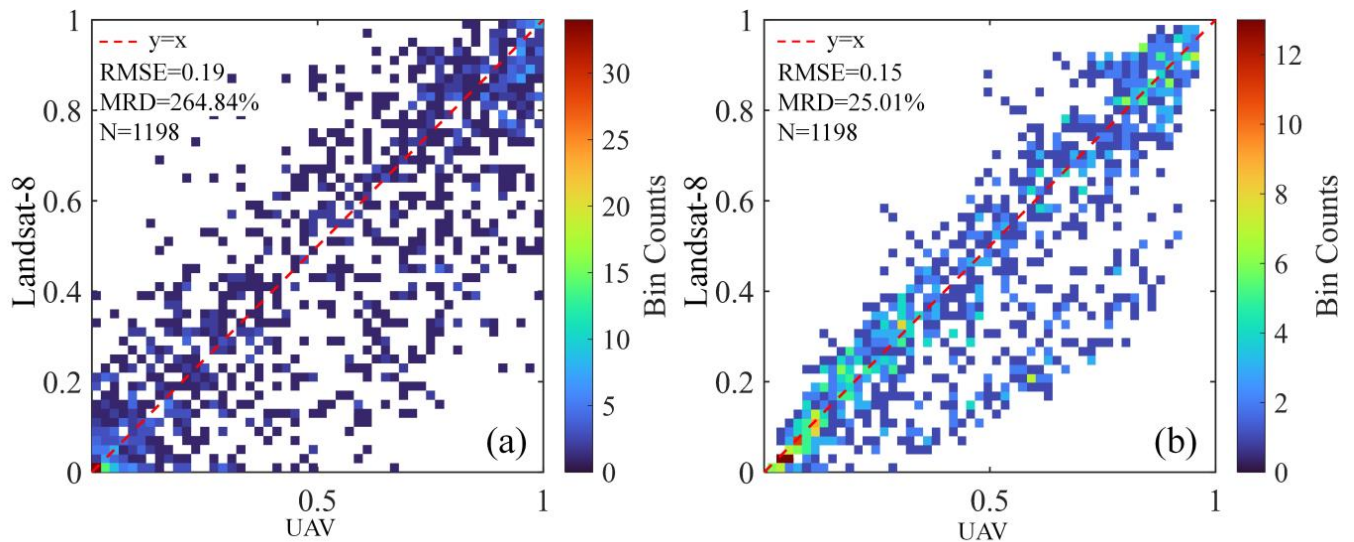 1
0.8
0.6
0.4
0.2
0
Landsat-8
y=x
RMSE=0.19
MRD=264.84%
N=1198
(a)
0.5
1
UAV
30
25
20
15
10
5
0
Bin Counts
1
0.8
0.6
0.4
0.2
0
Landsat-8
y=x
RMSE=0.15
MRD=25.01%
N=1198
(b)
0.5
1
UAV
12
10
8
6
4
2
0
Bin Counts